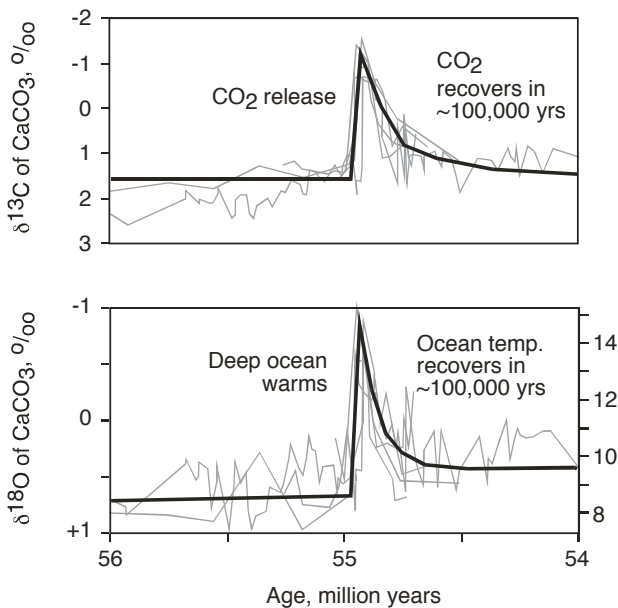 -2
-1
0
1
2
3
δ13C of CaCO3, o/oo
CO2 release
CO2
recovers in
~100,000 yrs
-1
0
+1
δ18O of CaCO3, o/oo
Deep ocean
warms
Ocean temp.
recovers in
~100,000 yrs
14
12
10
8
56
55
54
Age, million years